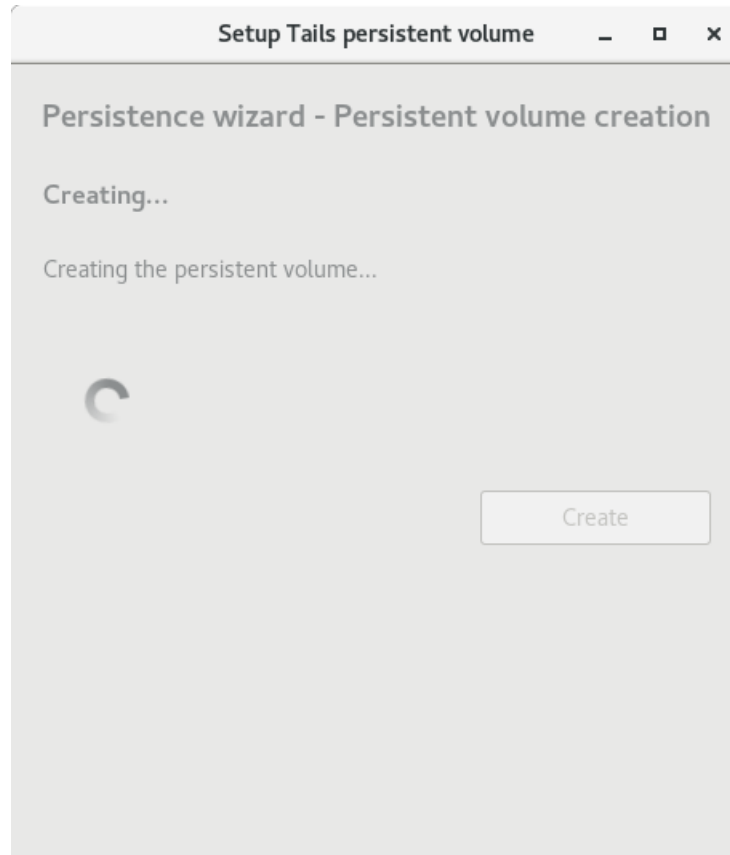 Setup Tails persistent volume
Persistence wizard - Persistent volume creation
Creating...
Creating the persistent volume...
Create